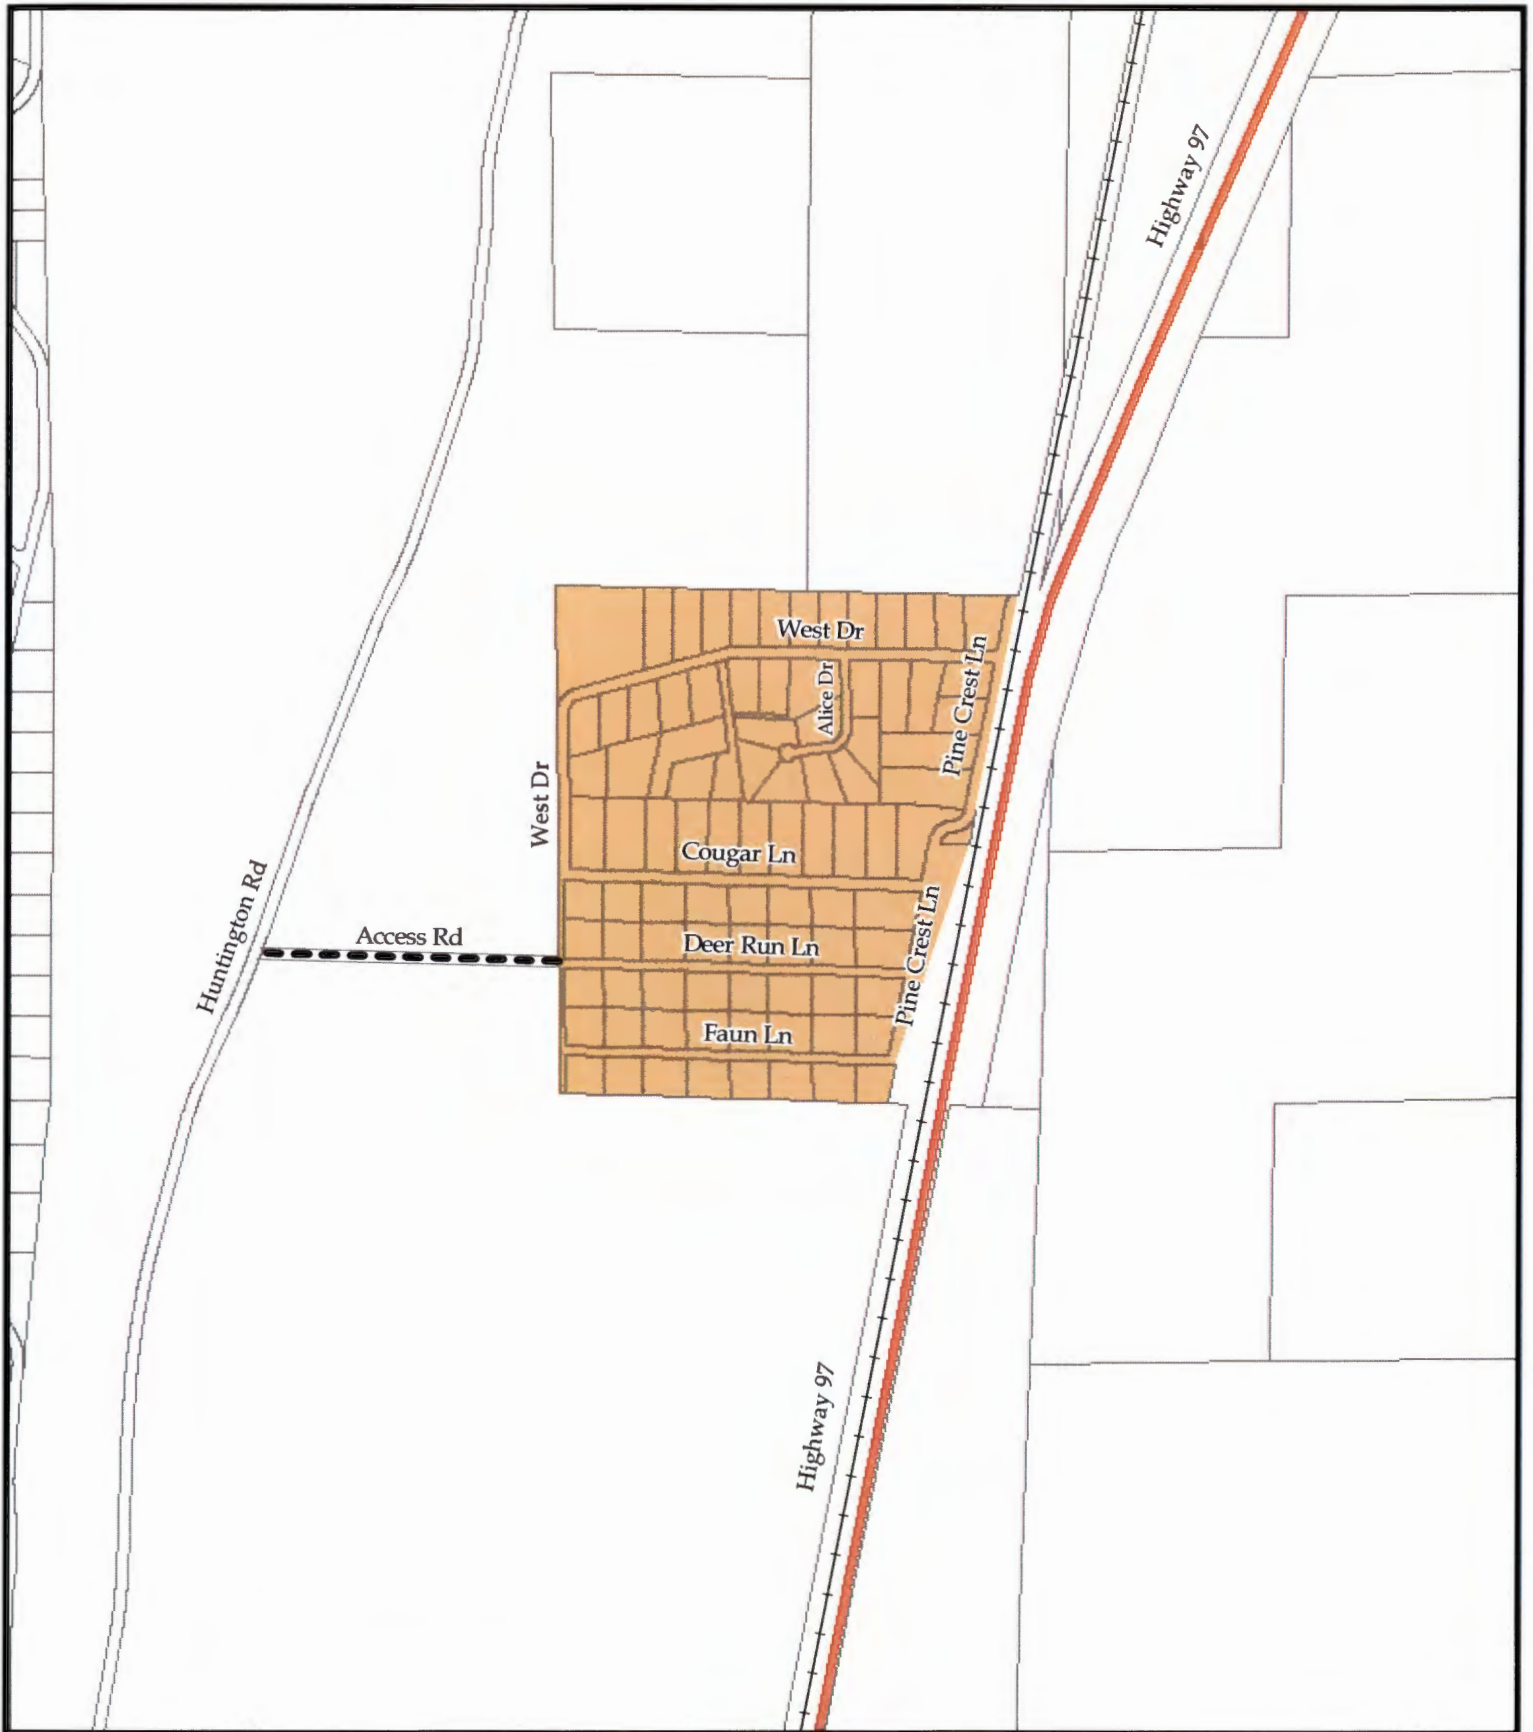 Highway 97
West Dr
Pine Crest Ln
Alice Dr
West Dr
Cougar Ln
Huntington Rd
Access Rd
Deer Run Ln
Pine Crest Ln
Faun Ln
Highway 97